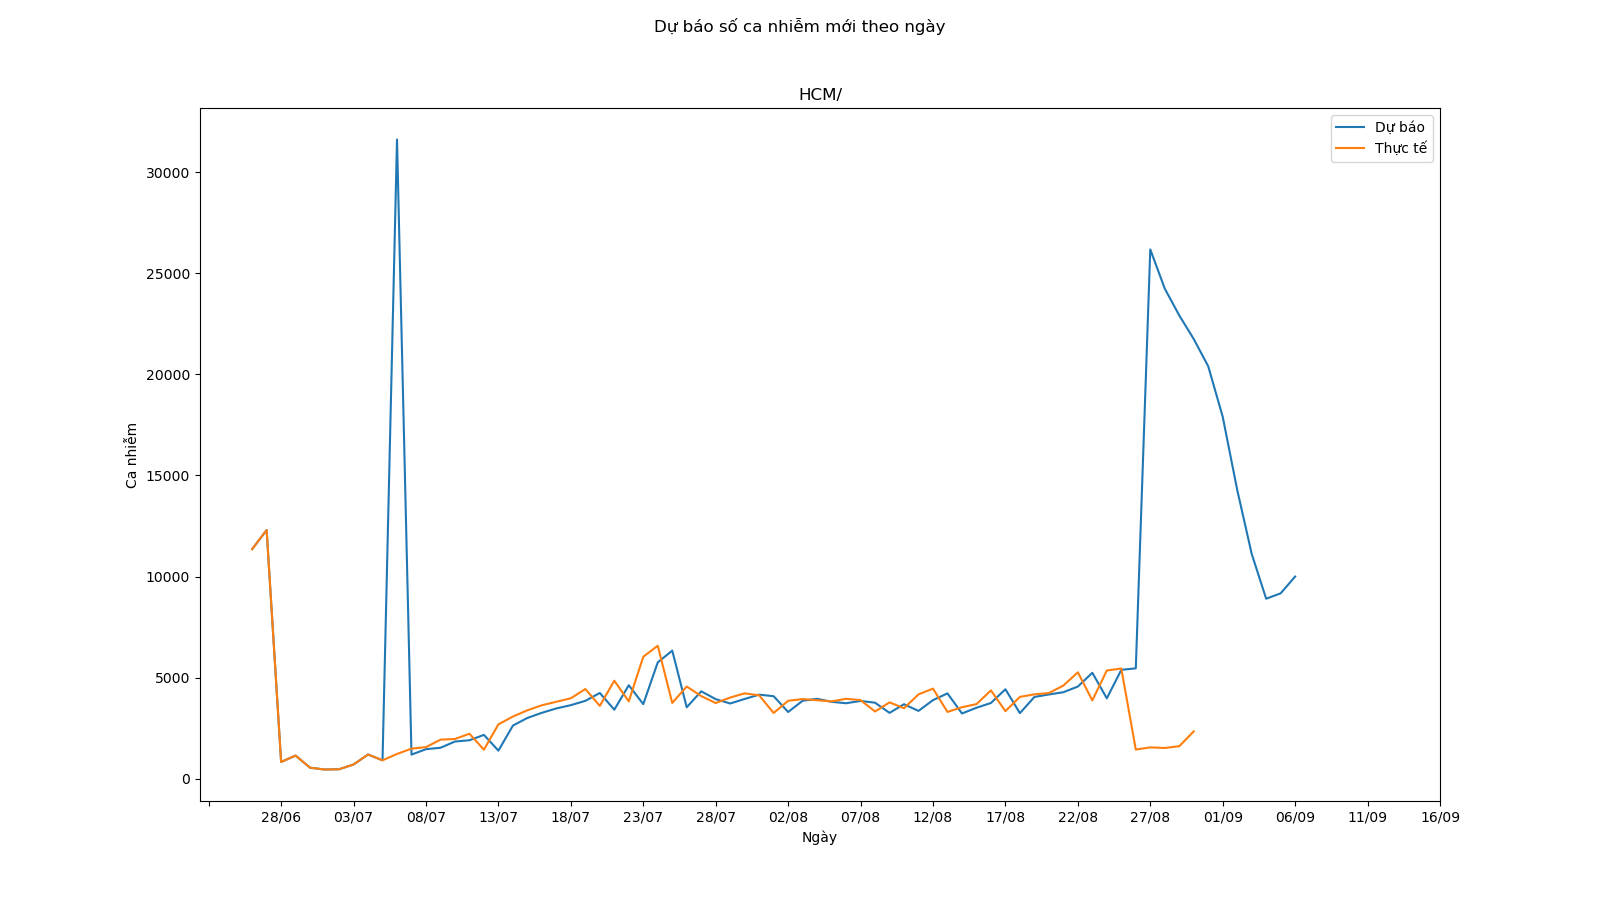 Dự báo số ca nhiễm mới theo ngày
HCM/
Dự báo
Thực tế
30000
25000
20000
15000
10000
5000
0
Ca nhiễm
28/06 03/07 08/07 13/07 18/07 23/07 28/07 02/08 07/08 12/08 17/08 22/08 27/08 01/09 06/09 11/09 16/09
Ngày